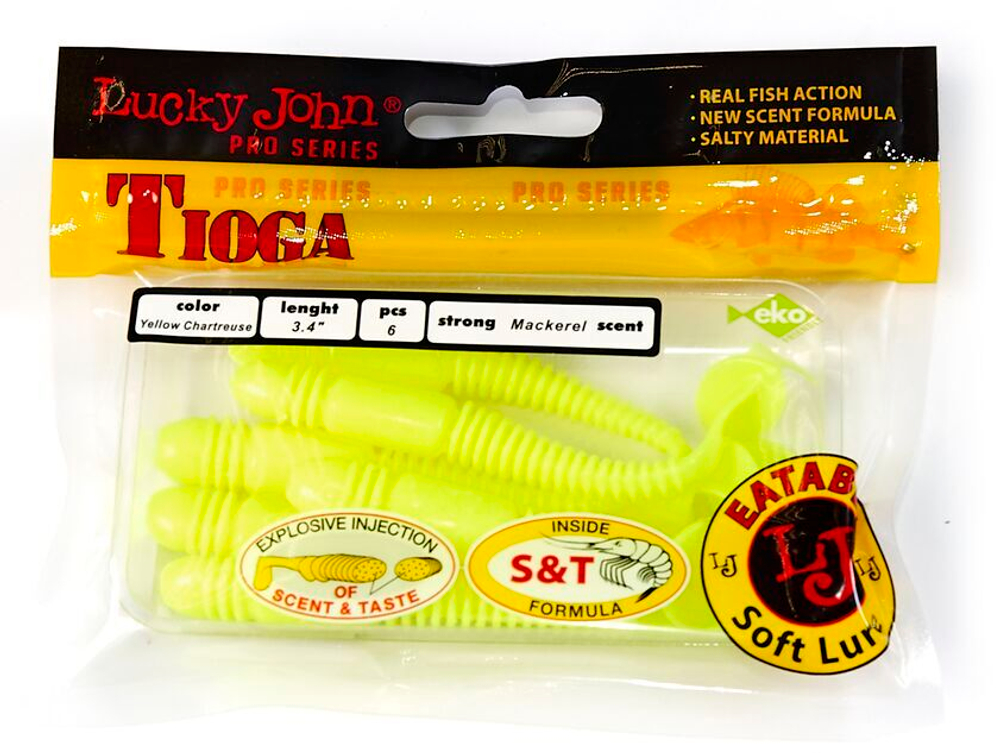 Lucky John®
PRO SERIES
• REAL FISH ACTION
• NEW SCENT FORMULA
• SALTY MATERIAL
PRO SERIES PRO SERIES
TIOGA
color
Yellow Chartreuse
lenght
3.4"
pcs
6
strong Mackerel scent
eko
EXPLOSIVE INJECTION
OF
SCENT & TASTE
INSIDE
S&T
FORMULA
EATAB
LJ
LJ
LJ
Soft Lure